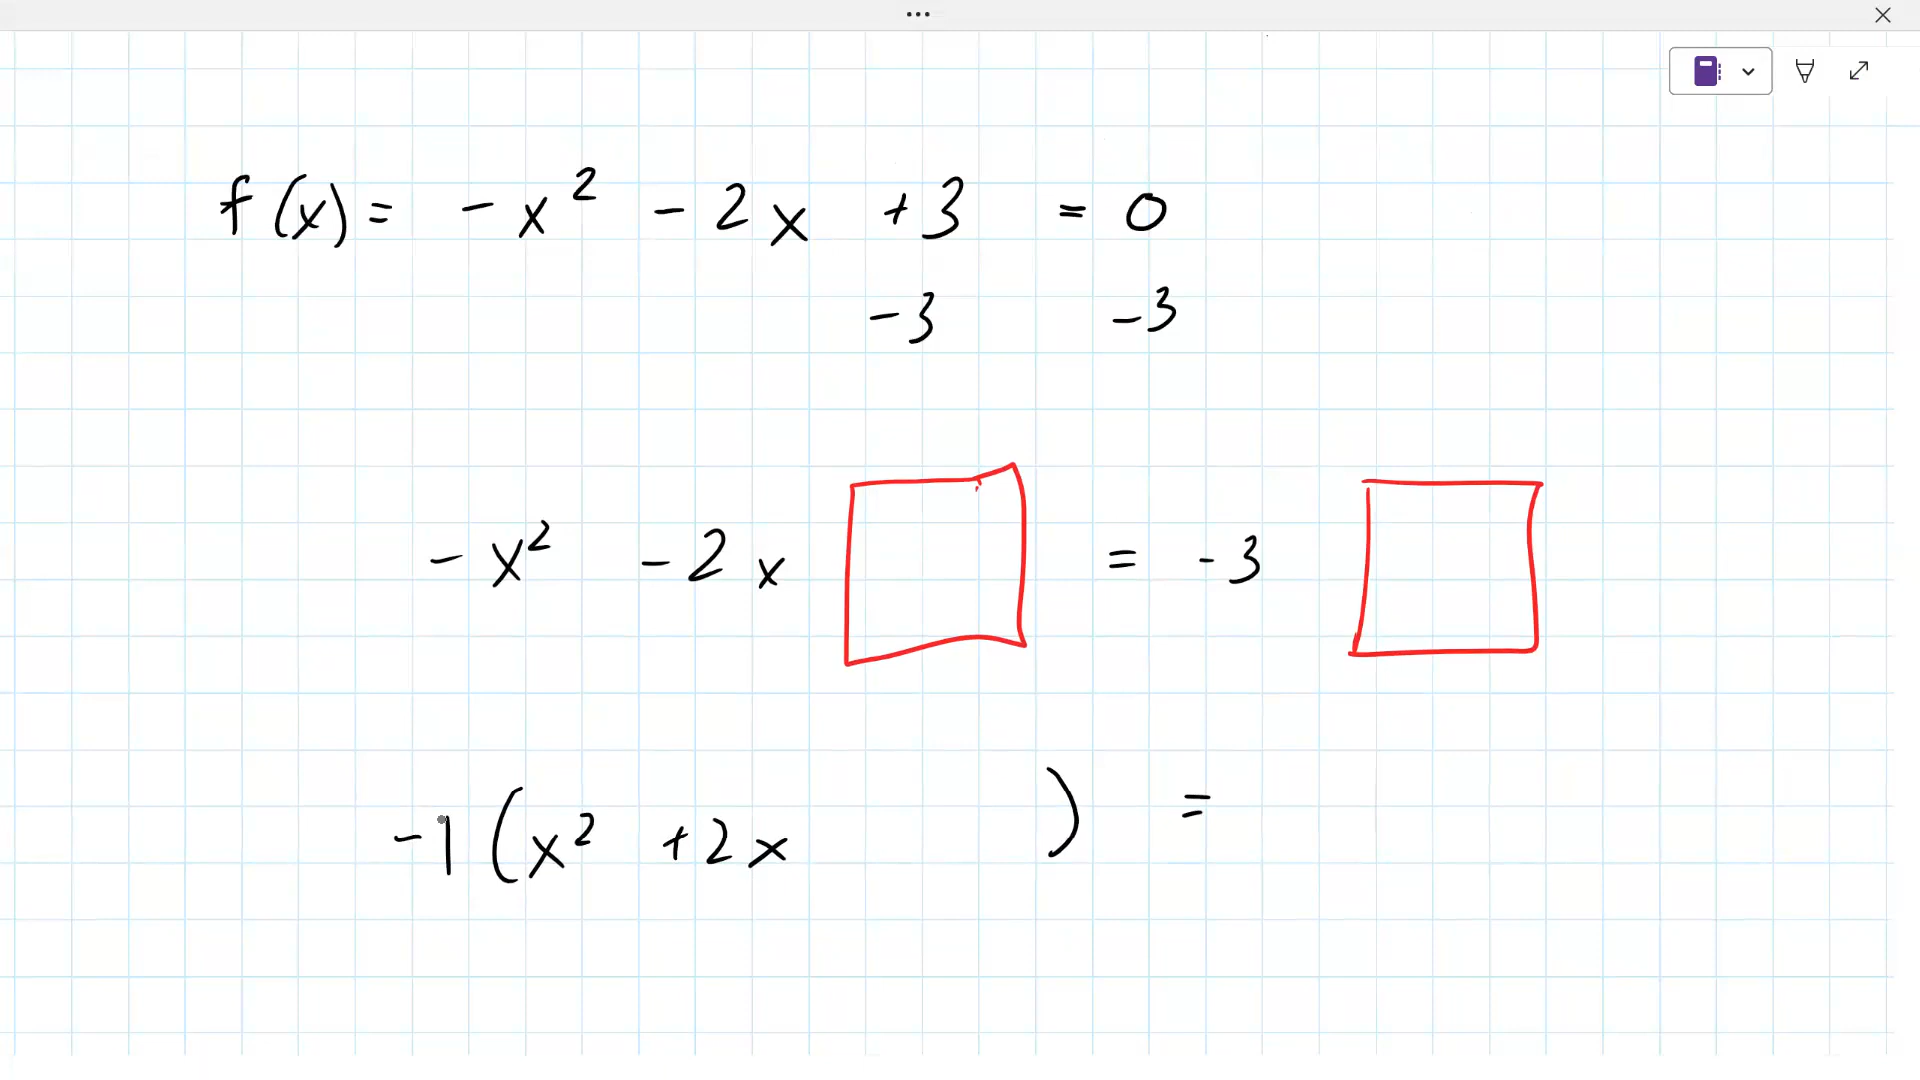 f(x) = - x² - 2x + 3 = 0
- 3 - 3
- x² - 2x = - 3
-1 ( x² + 2x ) =